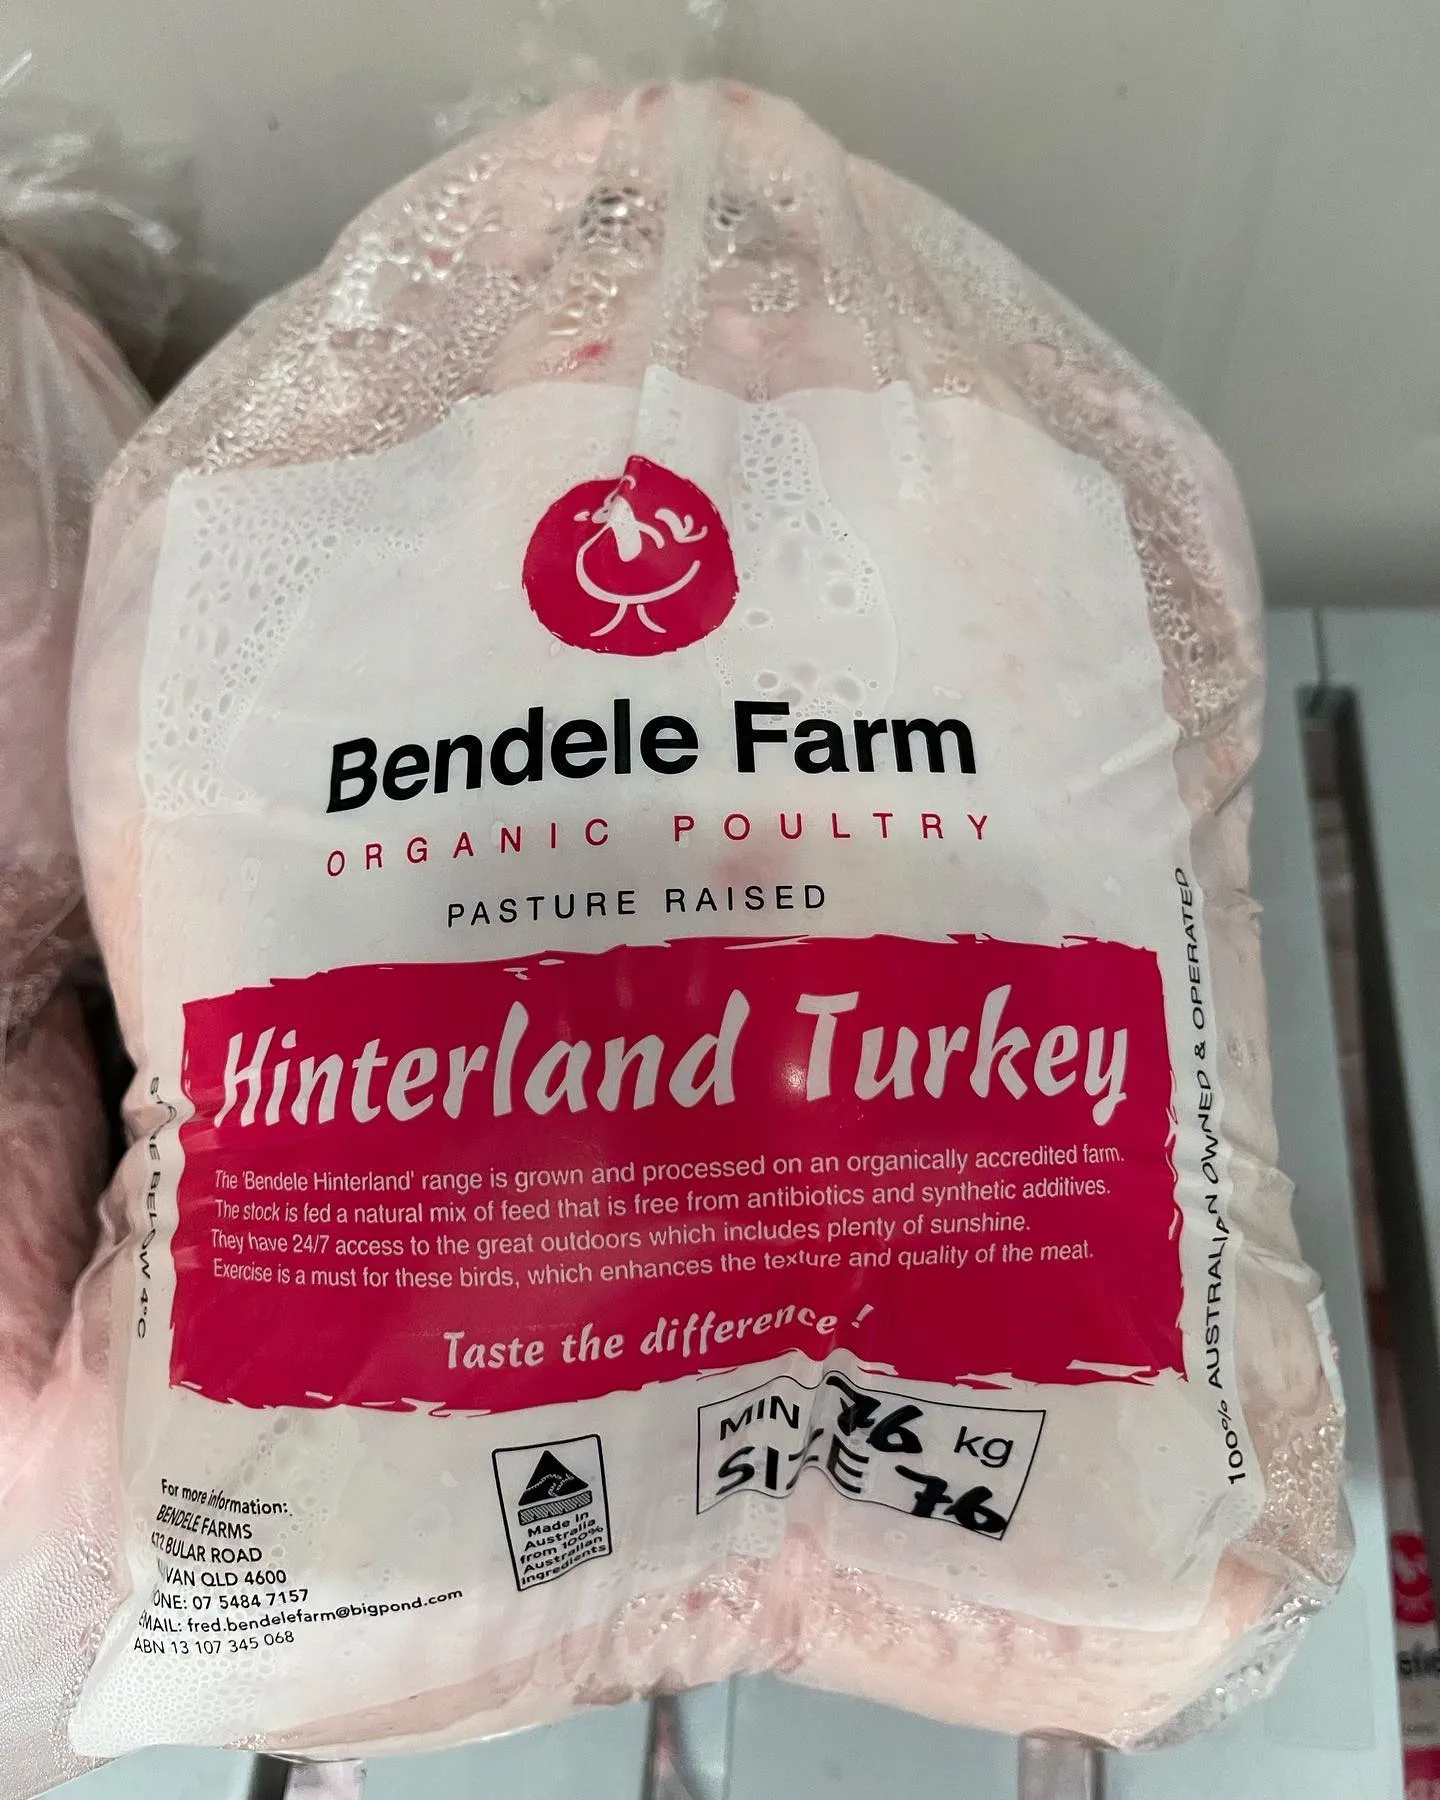 Bendele Farm
ORGANIC POULTRY
PASTURE RAISED
Hinterland Turkey
The 'Bendele Hinterland' range is grown and processed on an organically accredited farm.
The stock is fed a natural mix of feed that is free from antibiotics and synthetic additives.
They have 24/7 access to the great outdoors which includes plenty of sunshine.
Exercise is a must for these birds, which enhances the texture and quality of the meat.
Taste the difference!
MIN 76 kg
SIZE 76
Made in
Australia
from 100%
Australian
Ingredients
For more information:
BENDELE FARMS
BULAR ROAD
QLD 4600
07 5484 7157
fred.bendelefarm@bigpond.com
ABN 13 107 345 068
BELOW 4°C
100% AUSTRALIAN OWNED & OPERATED